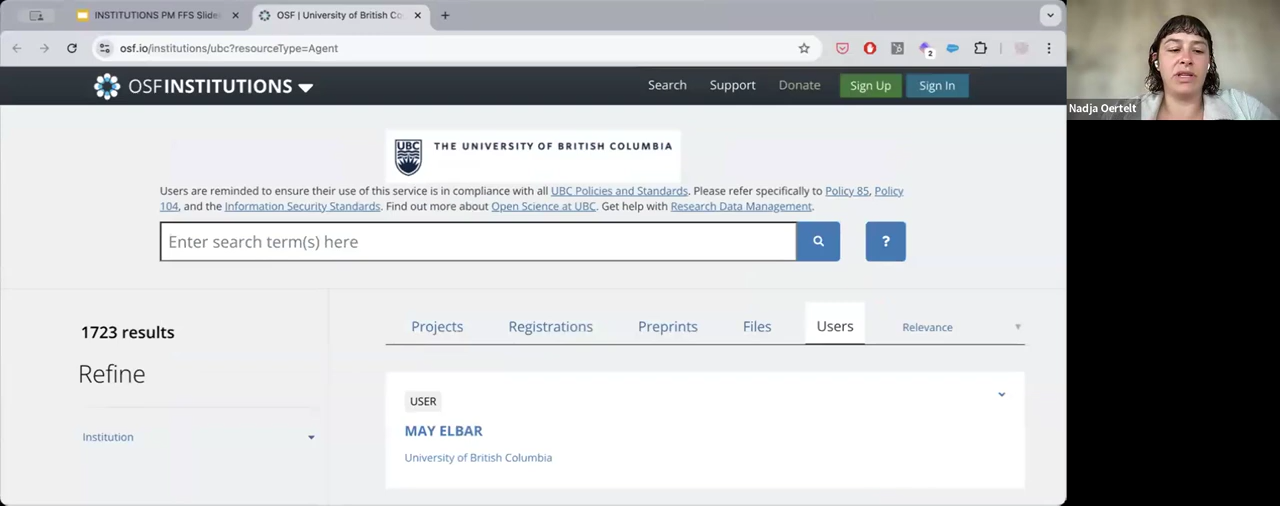 INSTITUTIONS PM FFS Slides
OSF | University of British Co
osf.io/institutions/ubc?resourceType=Agent
2
OSFINSTITUTIONS
Search
Support
Donate
Sign Up
Sign In
Nadja Oertelt
UBC
THE UNIVERSITY OF BRITISH COLUMBIA
Users are reminded to ensure their use of this service is in compliance with all UBC Policies and Standards. Please refer specifically to Policy 85, Policy
104, and the Information Security Standards. Find out more about Open Science at UBC. Get help with Research Data Management.
Enter search term(s) here
?
1723 results
Projects
Registrations
Preprints
Files
Users
Relevance
Refine
USER
MAY ELBAR
Institution
University of British Columbia